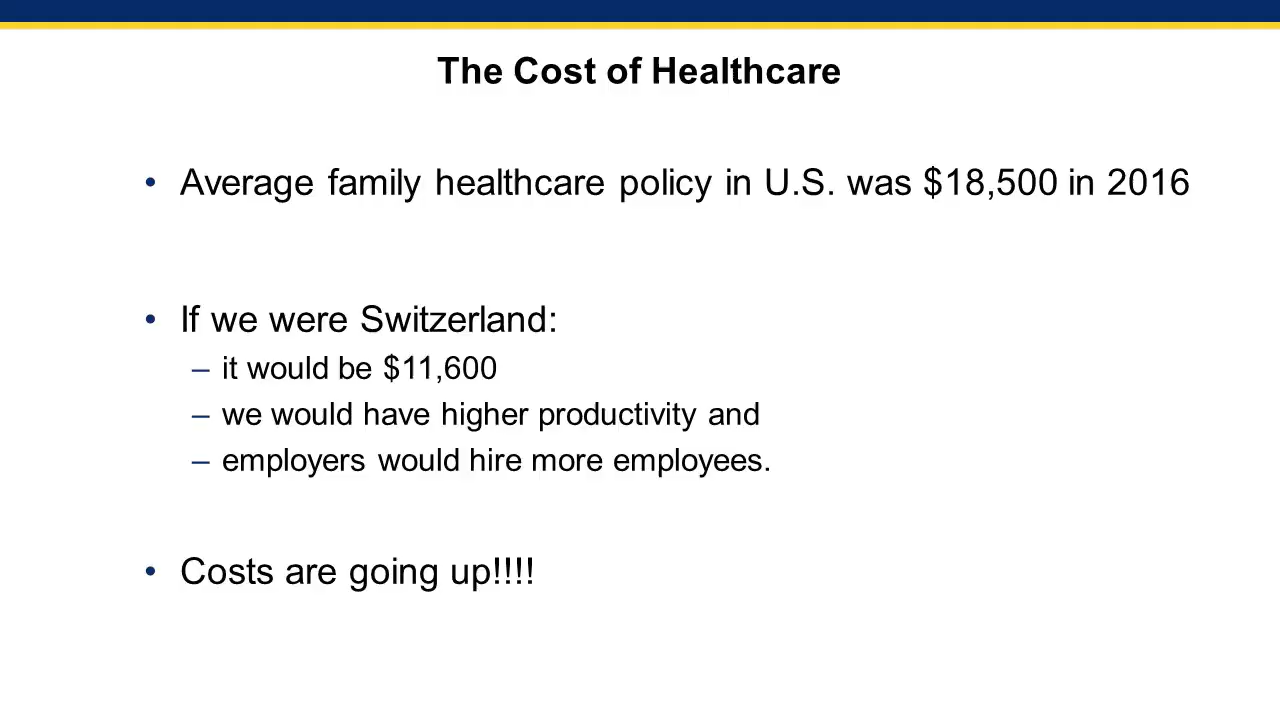 The Cost of Healthcare
• Average family healthcare policy in U.S. was $18,500 in 2016
• If we were Switzerland:
– it would be $11,600
– we would have higher productivity and
– employers would hire more employees.
• Costs are going up!!!!